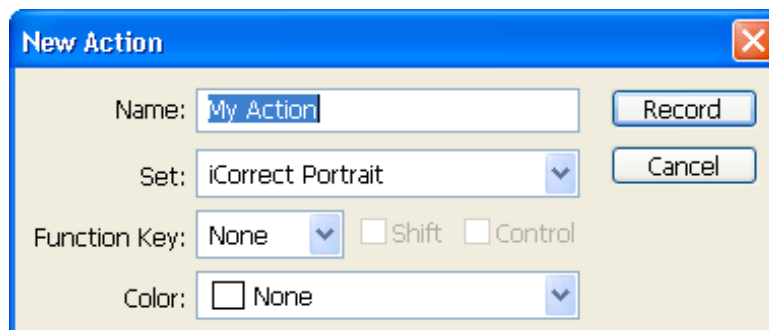 New Action
Name: My Action Record
Set: iCorrect Portrait Cancel
Function Key: None Shift Control
Color: None